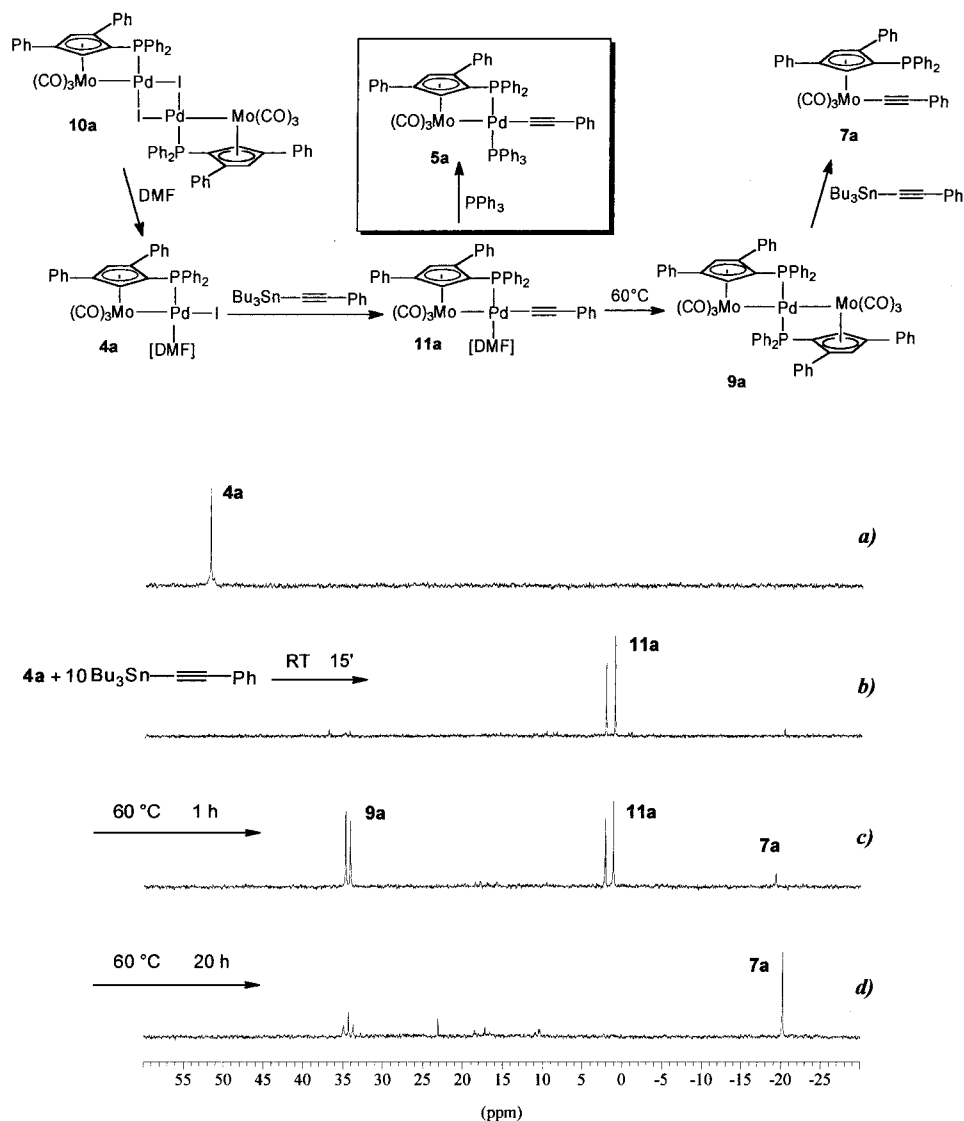 Ph
Ph PPh2
(CO)3Mo Pd I
I Pd Mo(CO)3
10a
Ph2P Ph
Ph
DMF
Ph
Ph PPh2
(CO)3Mo Pd I
4a [DMF]
Bu3Sn Ph
Ph
Ph PPh2
(CO)3Mo Pd Ph
PPh3
5a
PPh3
Ph
Ph PPh2
(CO)3Mo Pd Ph
11a [DMF]
60°C
Ph
Ph PPh2
(CO)3Mo Pd Mo(CO)3
Ph2P Ph
Ph
9a
Bu3Sn Ph
Ph
Ph PPh2
(CO)3Mo Ph
7a
4a
a)
4a + 10 Bu3Sn Ph RT 15'
11a
b)
60 °C 1 h
9a 11a 7a
c)
60 °C 20 h
7a
d)
55 50 45 40 35 30 25 20 15 10 5 0 -5 -10 -15 -20 -25
(ppm)